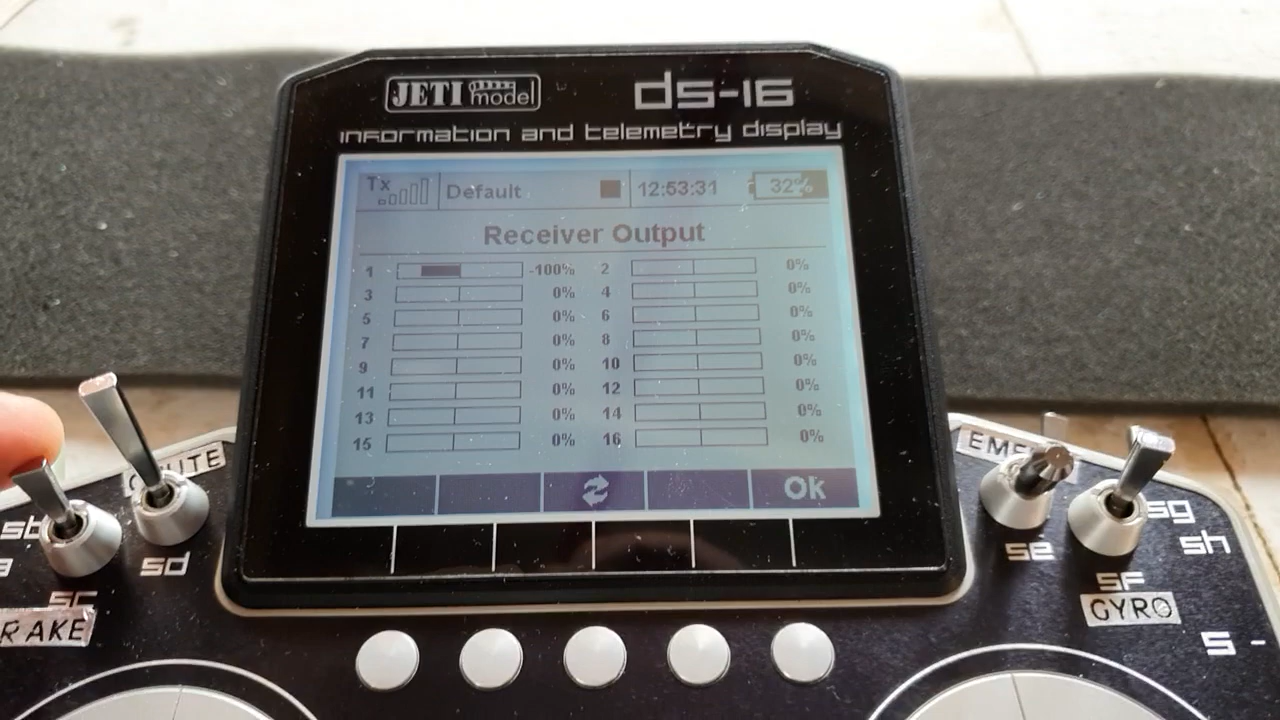 JETI model
ds-16
information and telemetry display
Tx Default 12:53:31 32%
Receiver Output
1 -100% 2 0%
3 0% 4 0%
5 0% 6 0%
7 0% 8 0%
9 0% 10 0%
11 0% 12 0%
13 0% 14 0%
15 0% 16 0%
Ok
sb
sd
sc
se
sg
sh
sf
GYRO